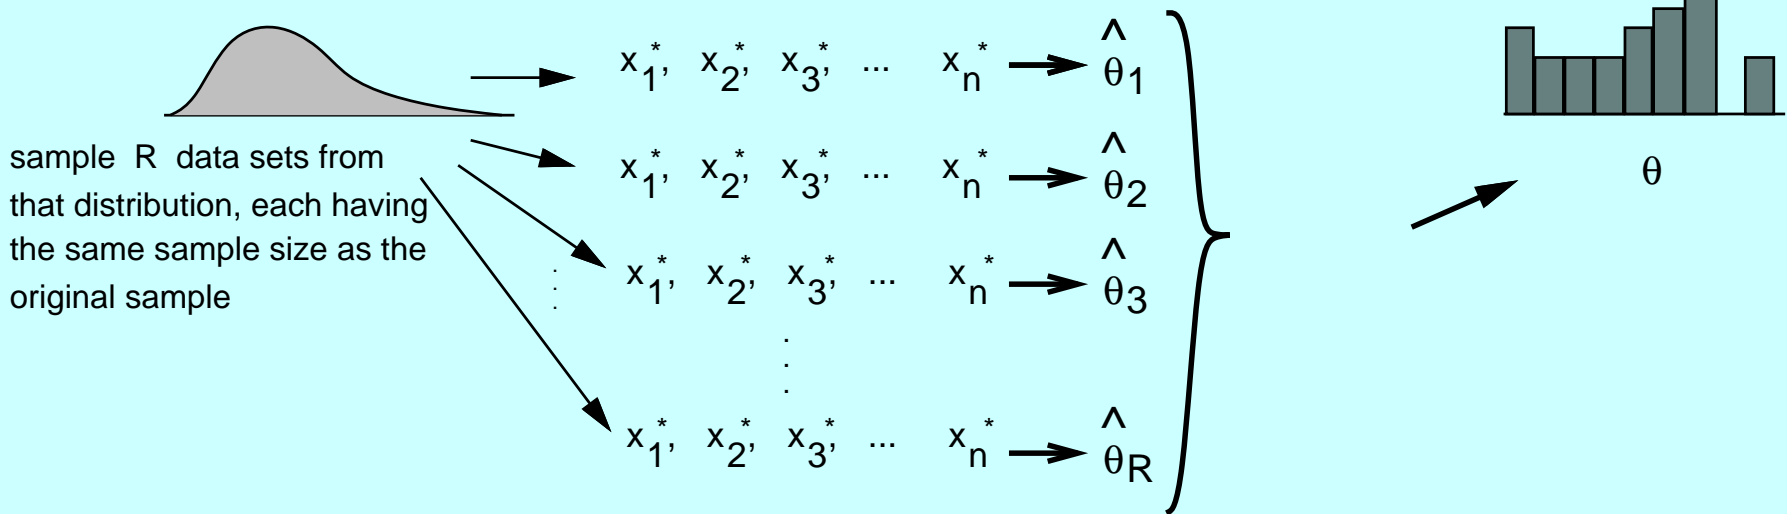 x₁*, x₂*, x₃*, ... xₙ* θ̂₁
x₁*, x₂*, x₃*, ... xₙ* θ̂₂
x₁*, x₂*, x₃*, ... xₙ* θ̂₃
x₁*, x₂*, x₃*, ... xₙ* θ̂_R
sample R data sets from
that distribution, each having
the same sample size as the
original sample
θ